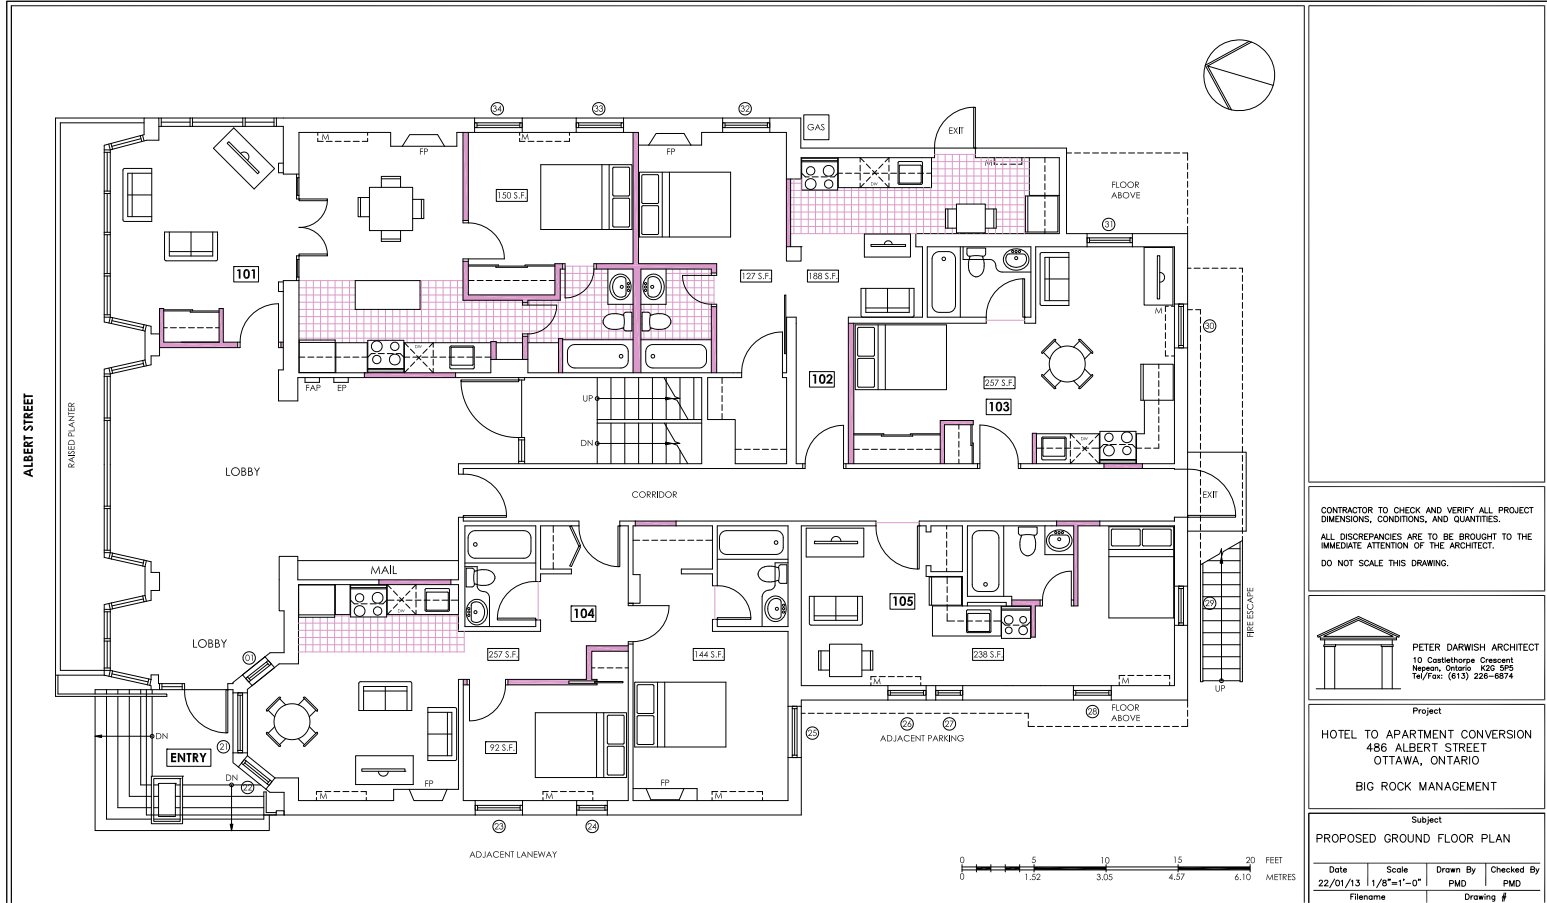 34
33
32
GAS
EXIT
M
FP
M
FP
M
DW
FLOOR
ABOVE
150 S.F.
31
101
127 S.F.
188 S.F.
M
30
DW
FAP
EP
UP
102
257 S.F.
103
ALBERT STREET
RAISED PLANTER
DN
DW
LOBBY
CORRIDOR
EXIT
MAIL
DW
104
105
29
FIRE ESCAPE
LOBBY
01
257 S.F.
144 S.F.
238 S.F.
M
M
UP
28
FLOOR
ABOVE
26
27
25
ADJACENT PARKING
DN
21
92 S.F.
ENTRY
DN
22
FP
FP
M
M
M
23
24
ADJACENT LANEWAY
0 5 10 15 20 FEET
0 1.52 3.05 4.57 6.10 METRES
CONTRACTOR TO CHECK AND VERIFY ALL PROJECT
DIMENSIONS, CONDITIONS, AND QUANTITIES.
ALL DISCREPANCIES ARE TO BE BROUGHT TO THE
IMMEDIATE ATTENTION OF THE ARCHITECT.
DO NOT SCALE THIS DRAWING.
PETER DARWISH ARCHITECT
10 Castlethorpe Crescent
Nepean, Ontario K2G 5P5
Tel/Fax: (613) 226-6874
Project
HOTEL TO APARTMENT CONVERSION
486 ALBERT STREET
OTTAWA, ONTARIO
BIG ROCK MANAGEMENT
Subject
PROPOSED GROUND FLOOR PLAN
Date Scale Drawn By Checked By
22/01/13 1/8"=1'-0" PMD PMD
Filename Drawing #